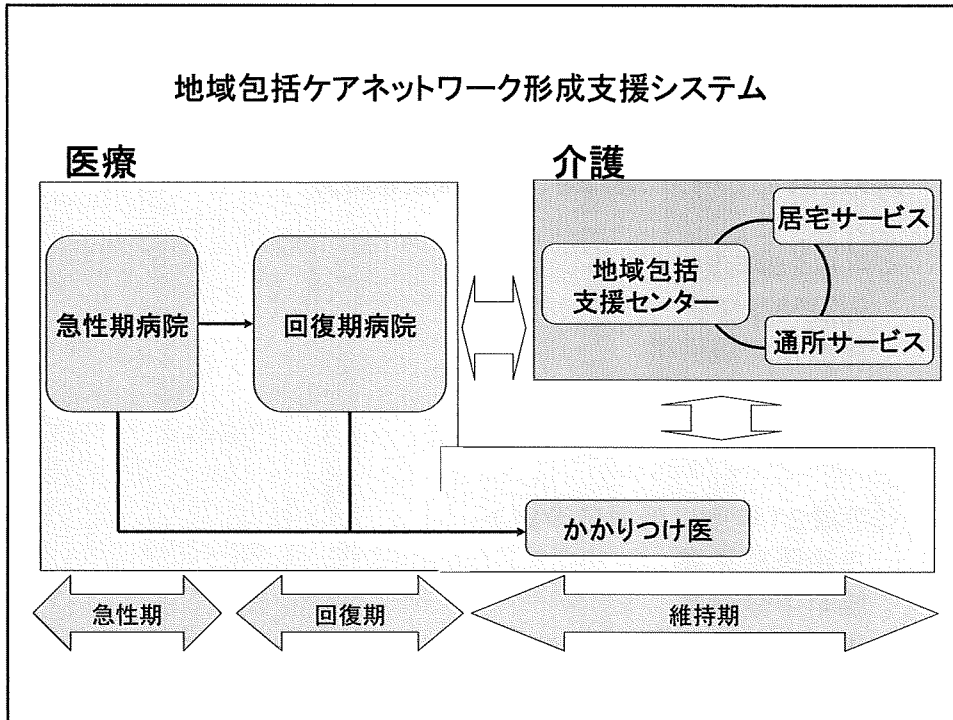 地域包括ケアネットワーク形成支援システム
医療
介護
急性期病院
回復期病院
地域包括
支援センター
居宅サービス
通所サービス
かかりつけ医
急性期
回復期
維持期